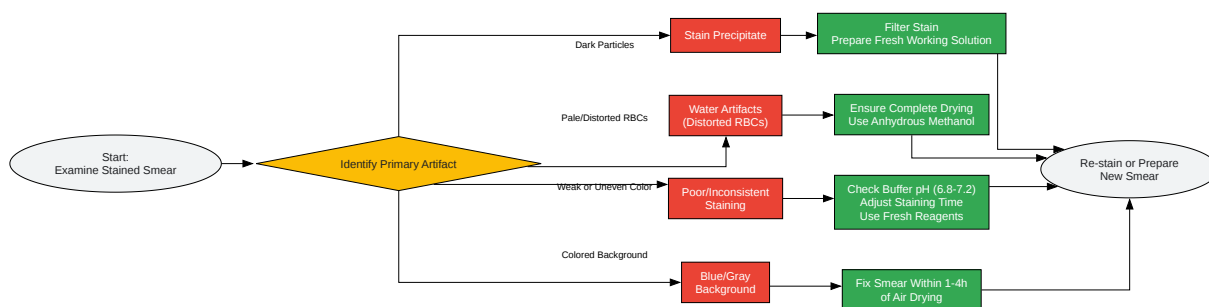 Start:
Examine Stained Smear
Identify Primary Artifact
Dark Particles
Stain Precipitate
Filter Stain
Prepare Fresh Working Solution
Pale/Distorted RBCs
Water Artifacts
(Distorted RBCs)
Ensure Complete Drying
Use Anhydrous Methanol
Weak or Uneven Color
Poor/Inconsistent
Staining
Check Buffer pH (6.8-7.2)
Adjust Staining Time
Use Fresh Reagents
Colored Background
Blue/Gray
Background
Fix Smear Within 1-4h
of Air Drying
Re-stain or Prepare
New Smear